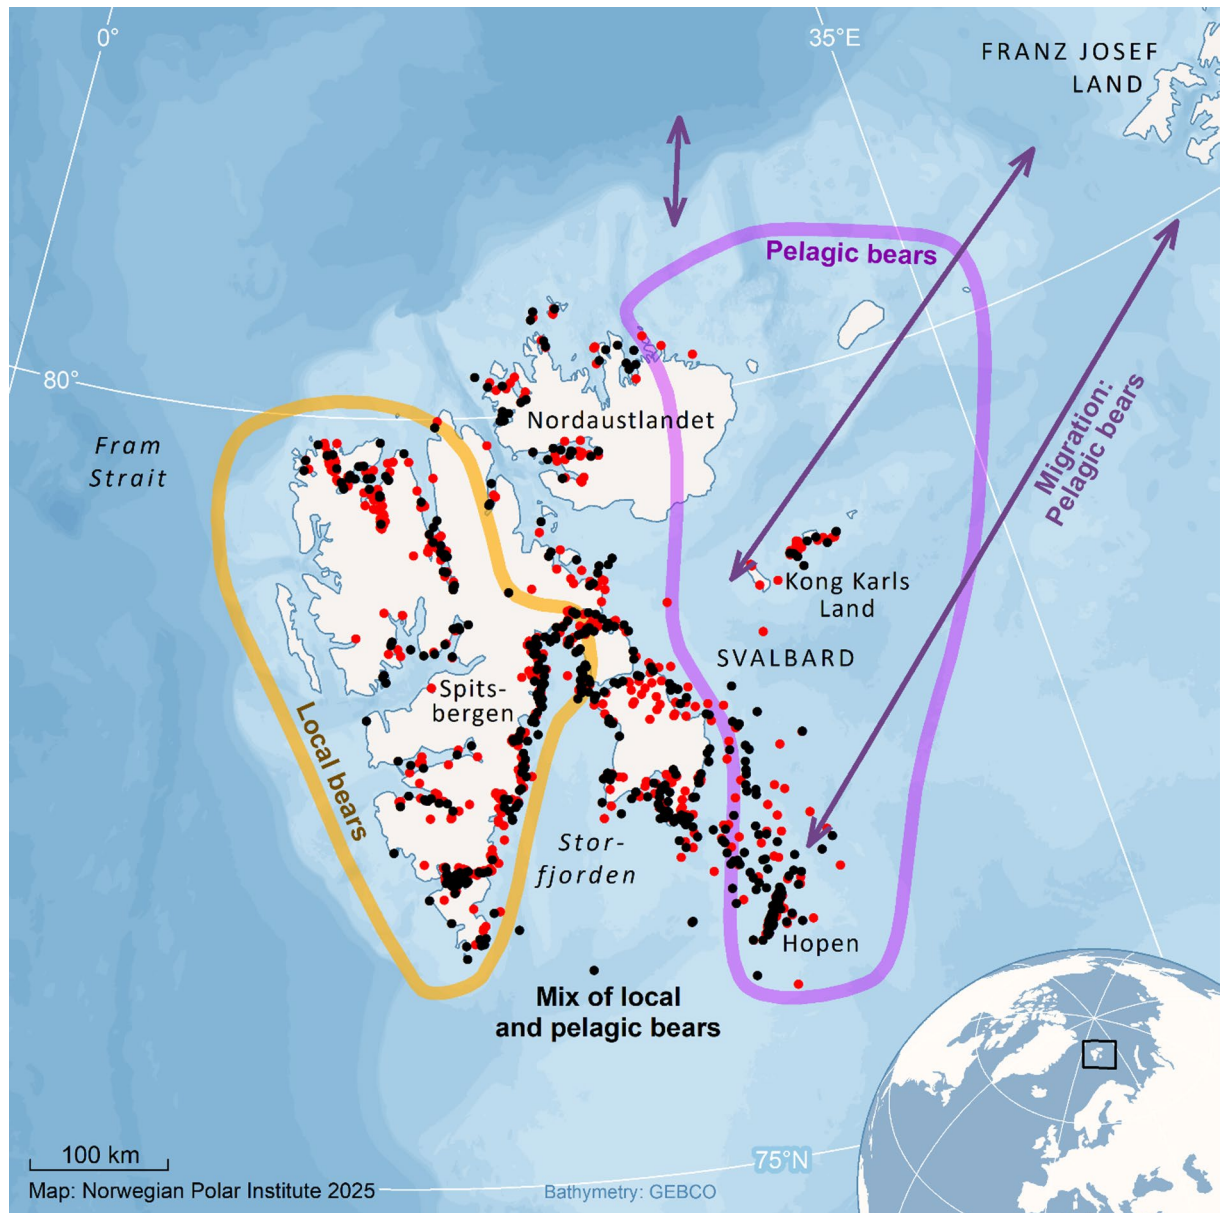 0°
35°E
FRANZ JOSEF
LAND
Pelagic bears
80°
Fram
Strait
Nordaustlandet
Migration:
Pelagic bears
Kong Karls
Land
SVALBARD
Spits-
bergen
Local bears
Stor-
fjorden
Hopen
Mix of local
and pelagic bears
100 km
75°N
Map: Norwegian Polar Institute 2025
Bathymetry: GEBCO